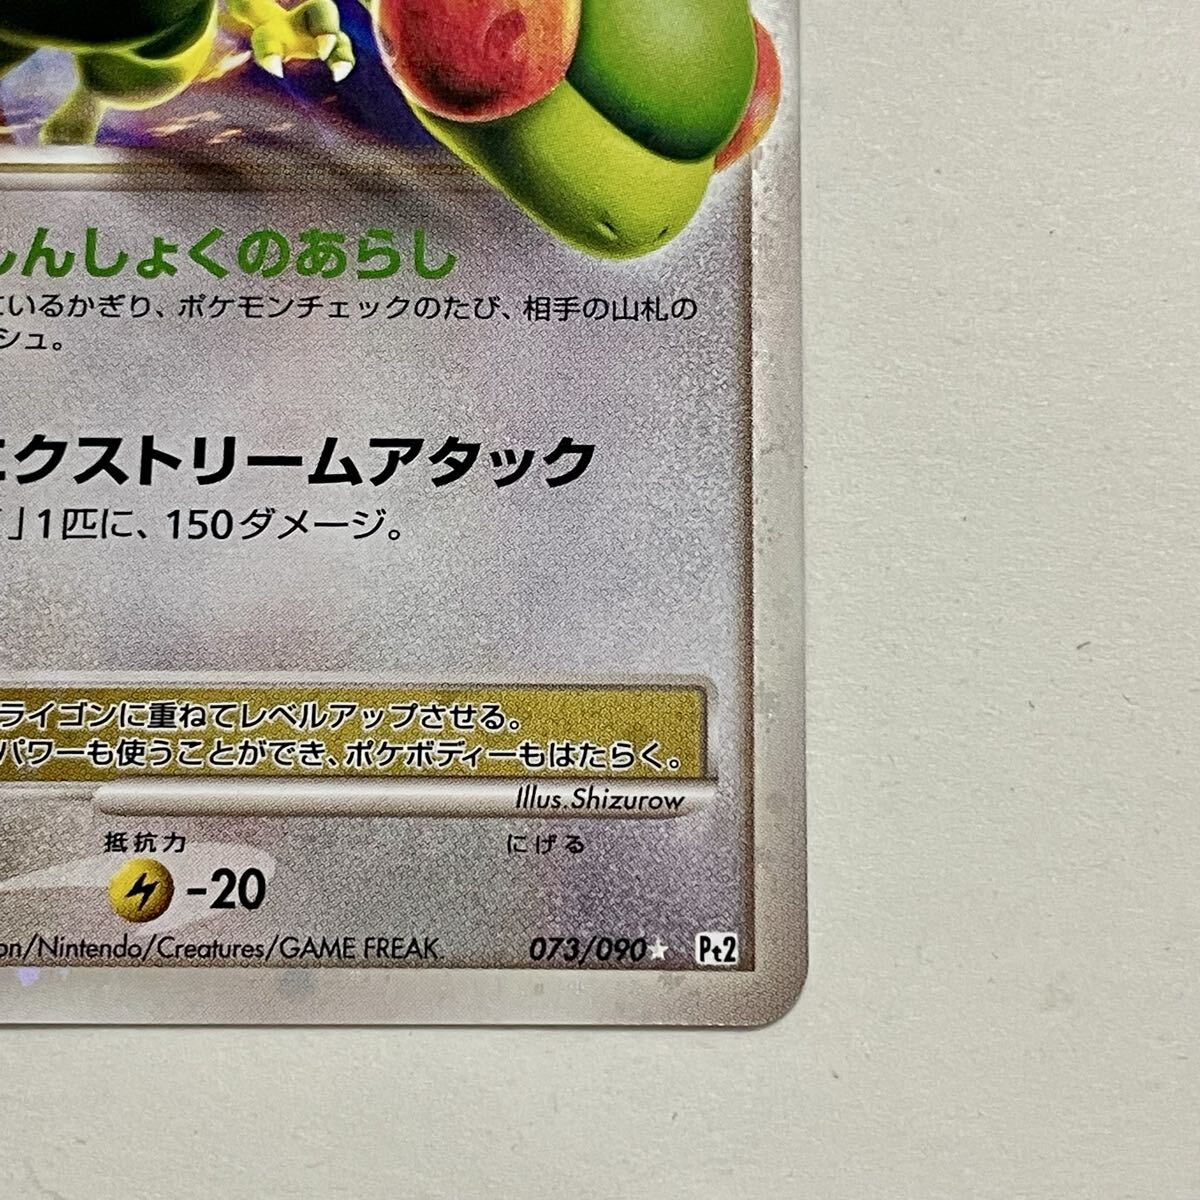 んしょくのあらし
ているかぎり、ポケモンチェックのたび、相手の山札の
シュ。
エクストリームアタック
」1匹に、150ダメージ。
ライゴンに重ねてレベルアップさせる。
パワーも使うことができ、ポケボディーもはたらく。
Illus. Shizurow
抵抗力 にげる
-20
on/Nintendo/Creatures/GAME FREAK. 073/090★ Pt2